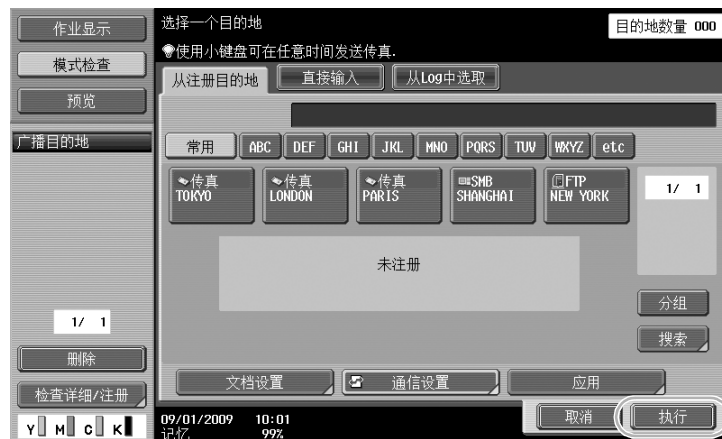 作业显示
模式检查
预览
广播目的地
1/ 1
删除
检查详细/注册
Y M C K
选择一个目的地
目的地数量 000
使用小键盘可在任意时间发送传真.
从注册目的地 直接输入 从Log中选取
常用 ABC DEF GHI JKL MNO PQRS TUV WXYZ etc
传真 TOKYO
传真 LONDON
传真 PARIS
SMB SHANGHAI
FTP NEW YORK
1/ 1
未注册
分组
搜索
文档设置 通信设置 应用
09/01/2009 10:01
记忆 99%
取消 执行